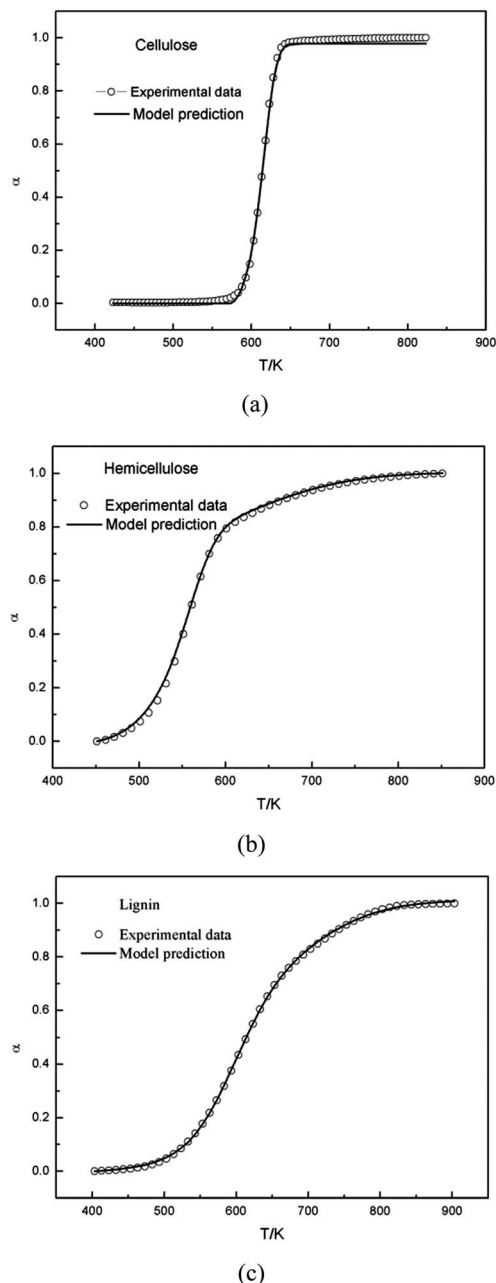 Cellulose
Experimental data
Model prediction
α
1.0
0.8
0.6
0.4
0.2
0.0
400 500 600 700 800 900
T/K
(a)
Hemicellulose
Experimental data
Model prediction
α
1.0
0.8
0.6
0.4
0.2
0.0
400 500 600 700 800 900
T/K
(b)
Lignin
Experimental data
Model prediction
α
1.0
0.8
0.6
0.4
0.2
0.0
400 500 600 700 800 900
T/K
(c)